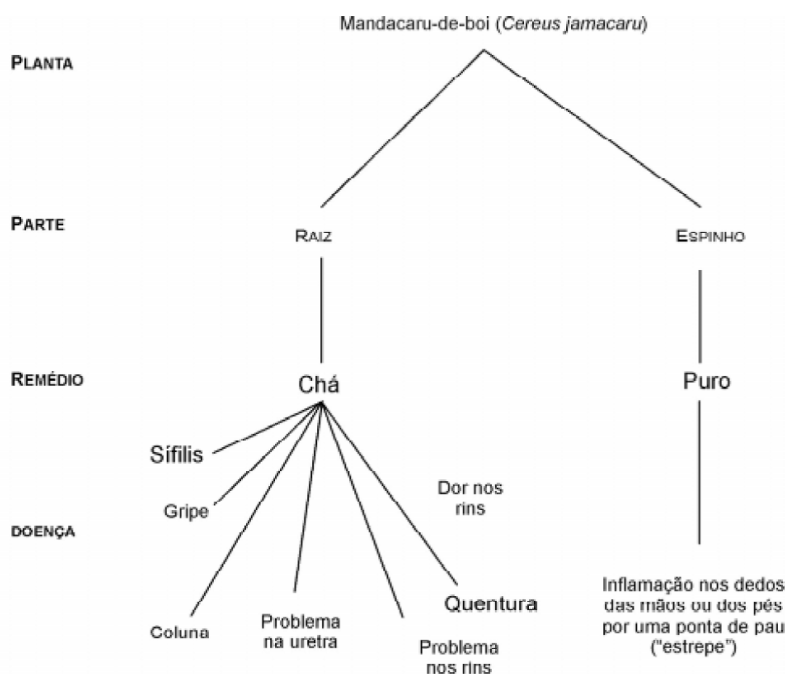 Mandacaru-de-boi (Cereus jamacaru)
PLANTA
PARTE
RAIZ
ESPINHO
REMÉDIO
Chá
Puro
Sífilis
Gripe
Dor nos
rins
DOENÇA
Coluna
Problema
na uretra
Problema
nos rins
Quentura
Inflamação nos dedos
das mãos ou dos pés
por uma ponta de pau
("estrepe")